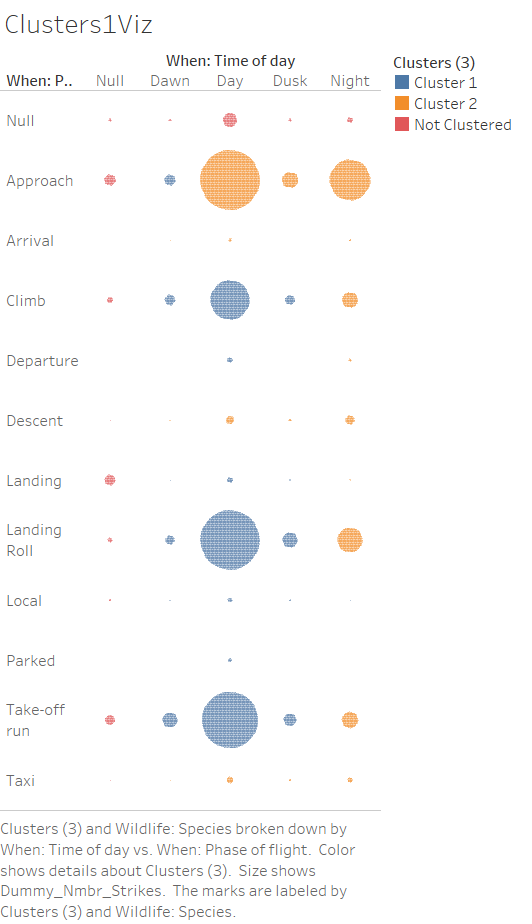 Clusters1Viz
When: Time of day
When: P.. Null Dawn Day Dusk Night
Null
Approach
Arrival
Climb
Departure
Descent
Landing
Landing
Roll
Local
Parked
Take-off
run
Taxi
Clusters (3)
Cluster 1
Cluster 2
Not Clustered
Clusters (3) and Wildlife: Species broken down by
When: Time of day vs. When: Phase of flight. Color
shows details about Clusters (3). Size shows
Dummy_Nmbr_Strikes. The marks are labeled by
Clusters (3) and Wildlife: Species.